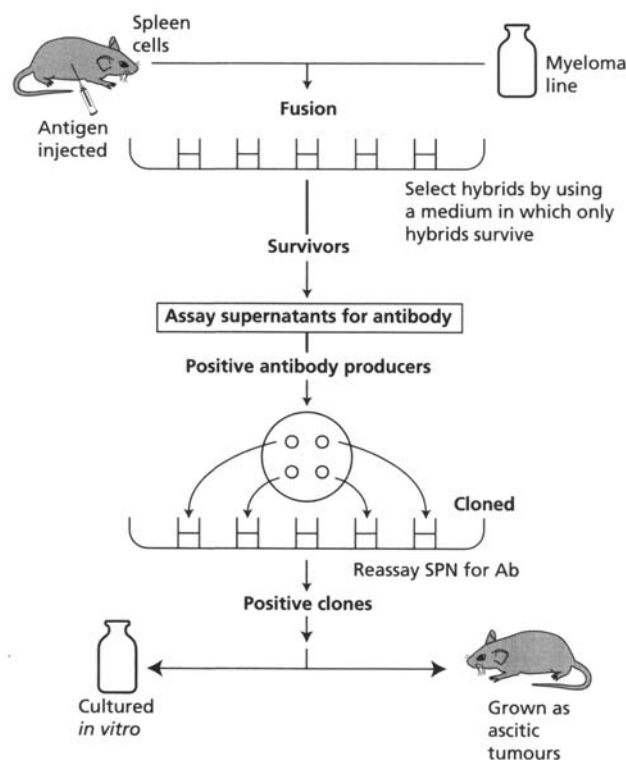 Spleen
cells
Antigen
injected
Myeloma
line
Fusion
Select hybrids by using
a medium in which only
hybrids survive
Survivors
Assay supernatants for antibody
Positive antibody producers
Cloned
Reassay SPN for Ab
Positive clones
Cultured
in vitro
Grown as
ascitic
tumours